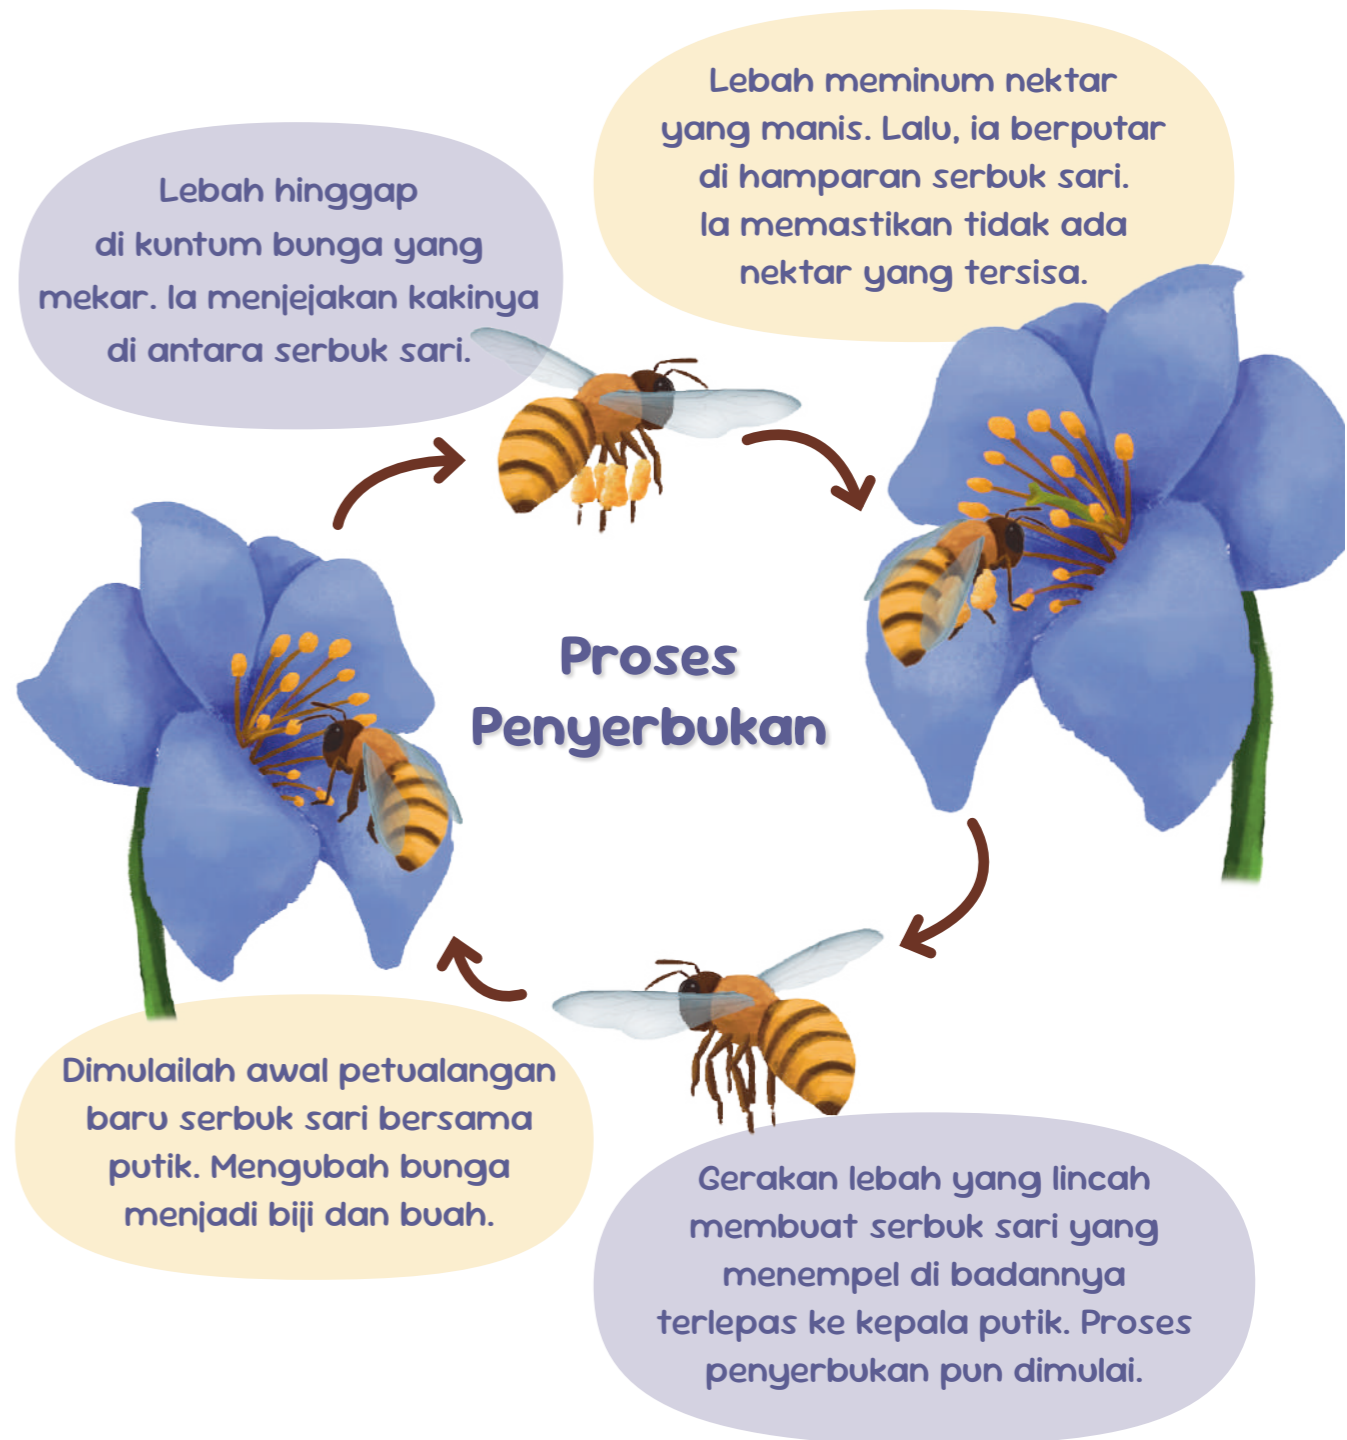 Lebah hinggap
di kuntum bunga yang
mekar. Ia menjejakan kakinya
di antara serbuk sari.
Lebah meminum nektar
yang manis. Lalu, ia berputar
di hamparan serbuk sari.
Ia memastikan tidak ada
nektar yang tersisa.
Proses
Penyerbukan
Gerakan lebah yang lincah
membuat serbuk sari yang
menempel di badannya
terlepas ke kepala putik. Proses
penyerbukan pun dimulai.
Dimulailah awal petualangan
baru serbuk sari bersama
putik. Mengubah bunga
menjadi biji dan buah.